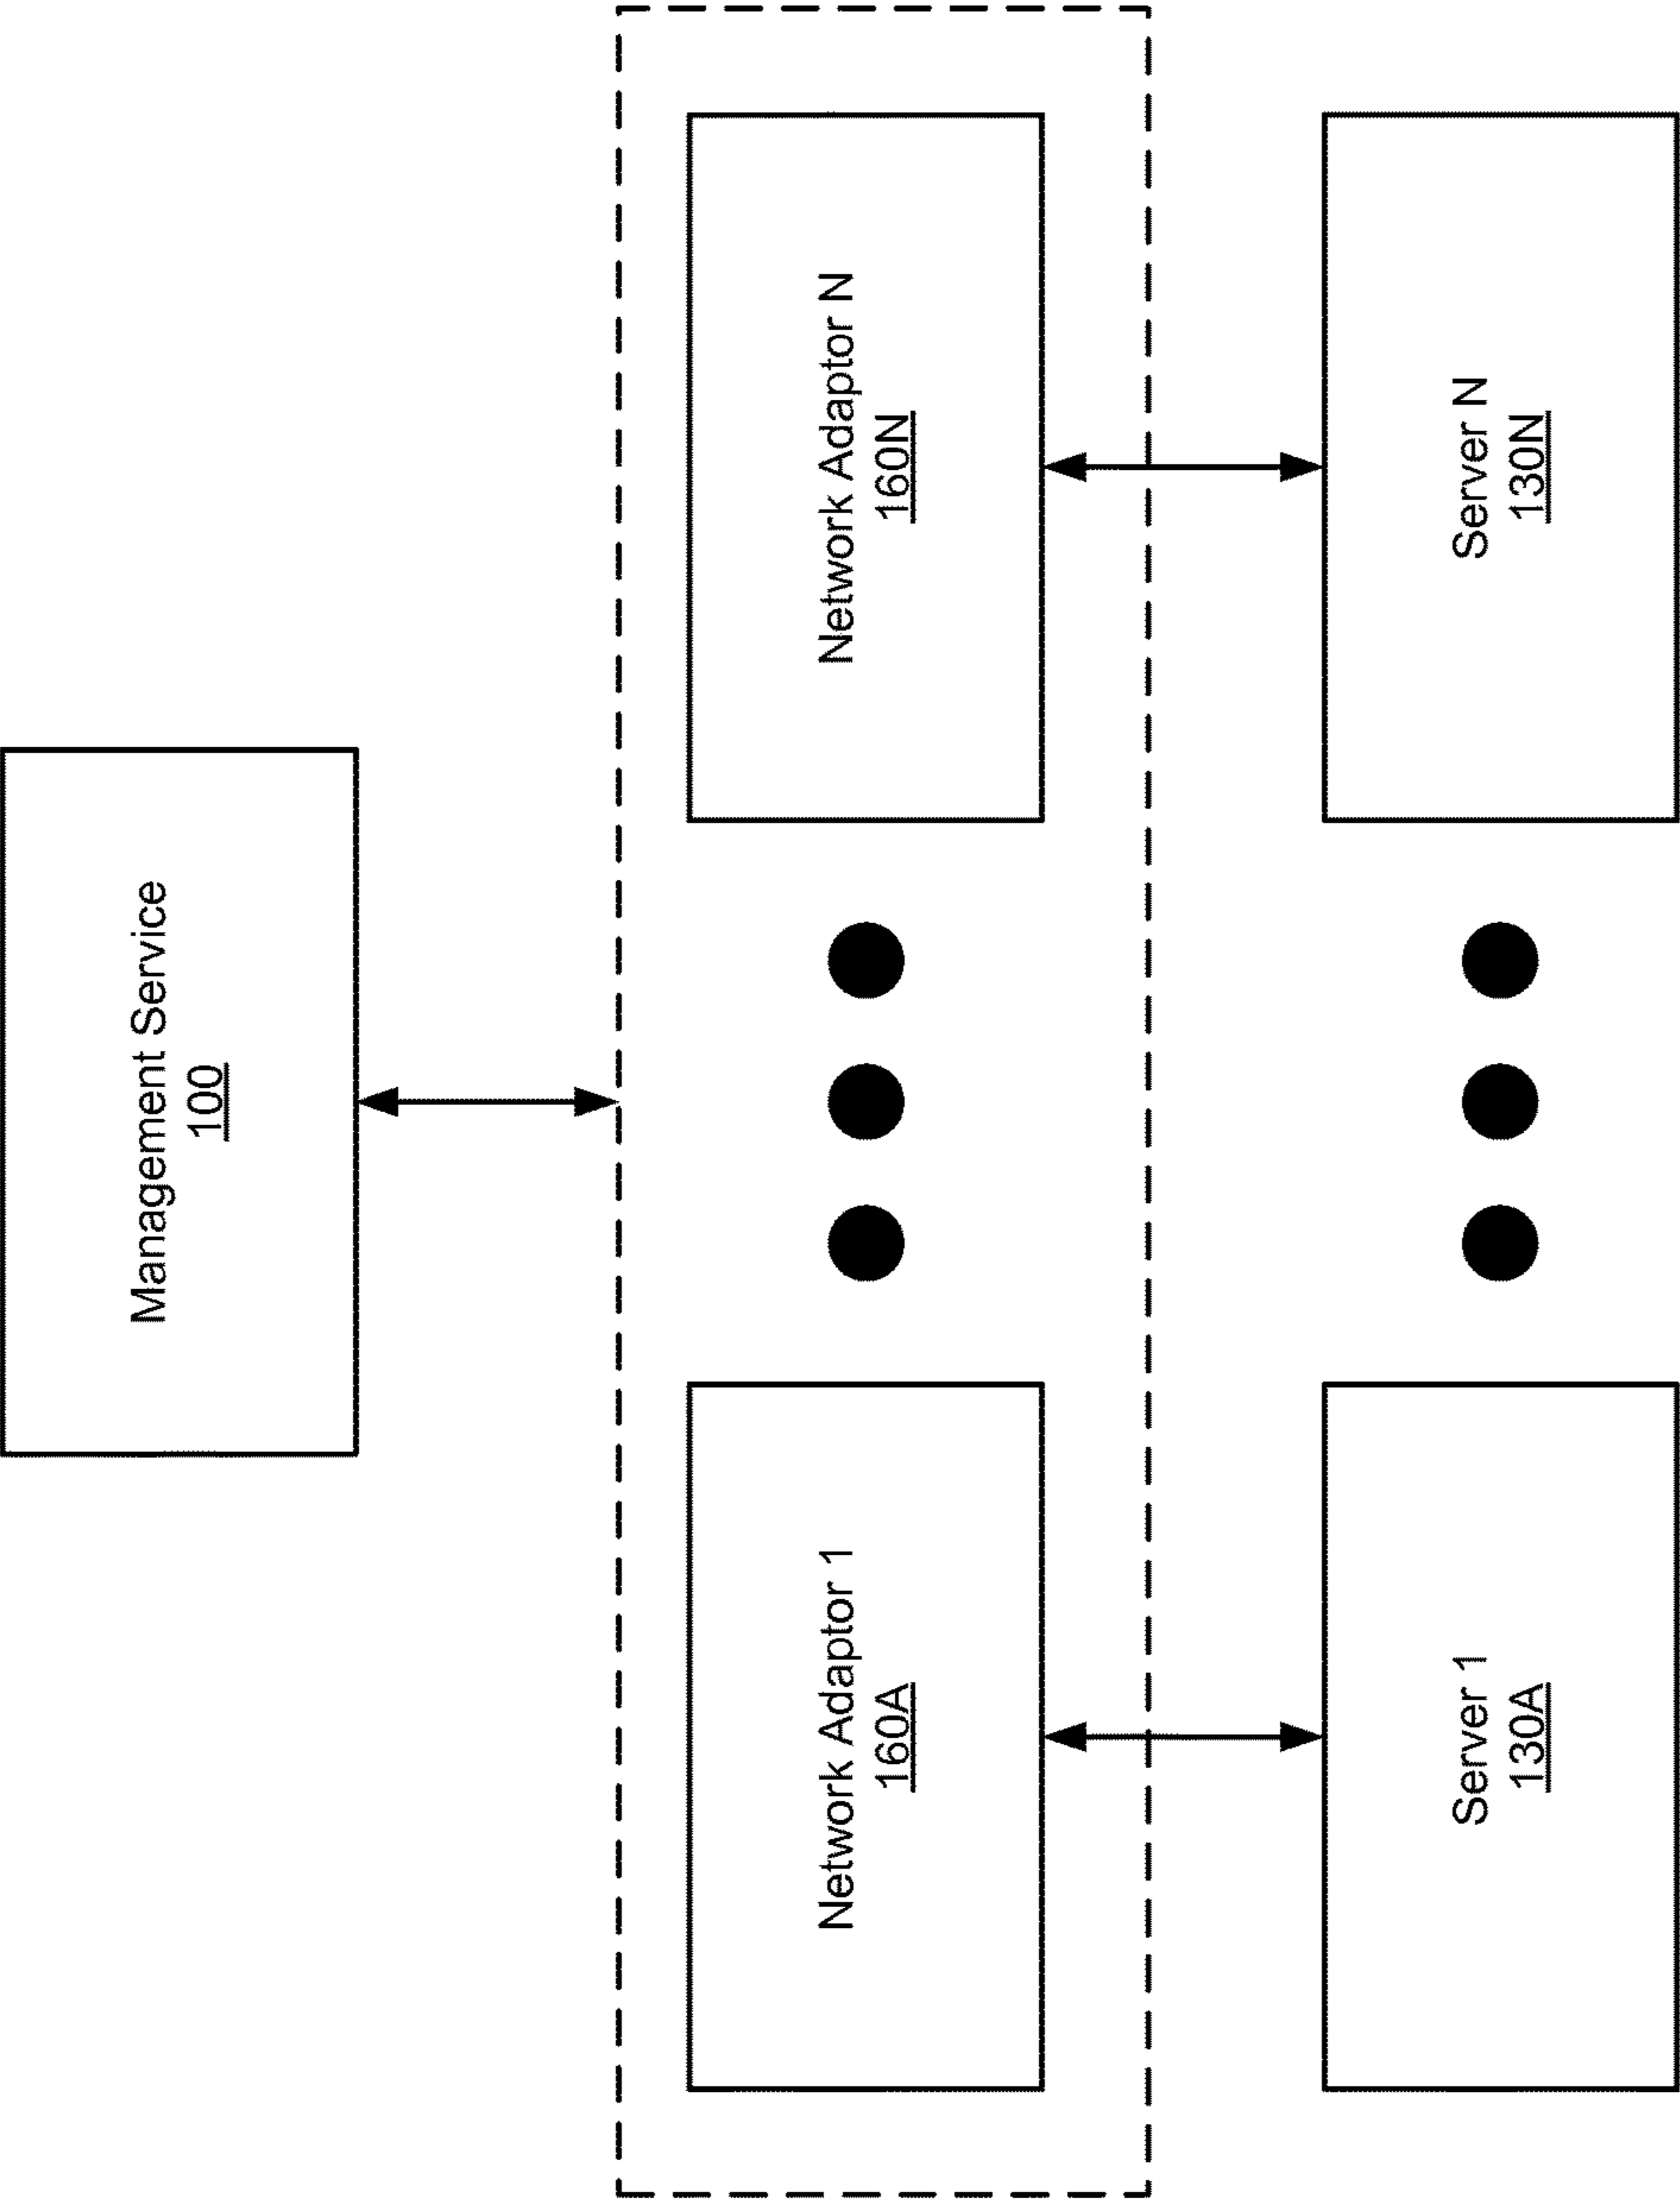 Management Service
100
Network Adaptor 1
160A
Network Adaptor N
160N
Server 1
130A
Server N
130N